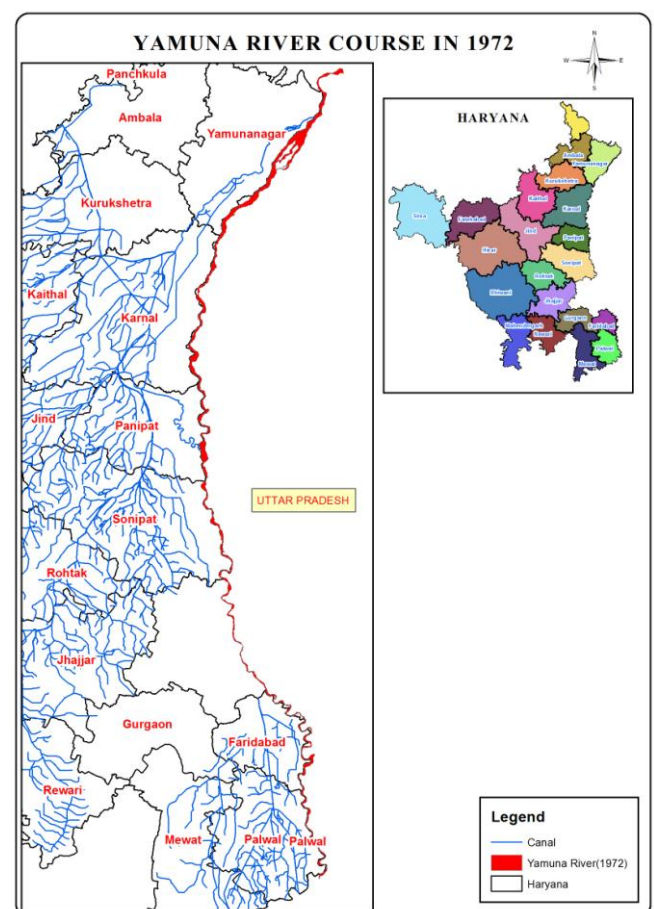 YAMUNA RIVER COURSE IN 1972
N
W
E
S
Panchkula
Ambala
Yamunanagar
Kurukshetra
Kaithal
Karnal
Jind
Panipat
Sonipat
Rohtak
Jhajjar
Gurgaon
Faridabad
Rewari
Mewat
Palwal
Palwal
UTTAR PRADESH
HARYANA
Ambala
Yamunanagar
Kurukshetra
Kaithal
Karnal
Sirsa
Fatehabad
Jind
Panipat
Hisar
Sonipat
Rohtak
Bhiwani
Jhajjar
Gurgaon
Faridabad
Mahendergarh
Rewari
Mewat
Palwal
Legend
Canal
Yamuna River(1972)
Haryana